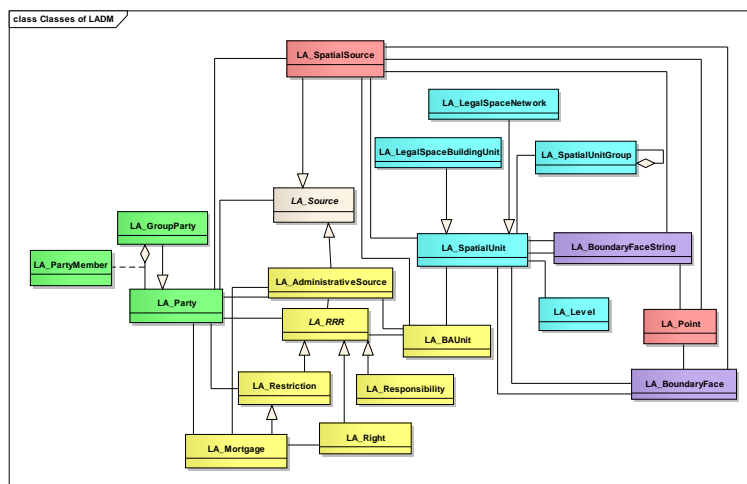 class Classes of LADM
LA_SpatialSource
LA_LegalSpaceNetwork
LA_LegalSpaceBuildingUnit
LA_SpatialUnitGroup
LA_Source
LA_GroupParty
LA_SpatialUnit
LA_BoundaryFaceString
LA_PartyMember
LA_AdministrativeSource
LA_Party
LA_Level
LA_RRR
LA_Point
LA_BAUnit
LA_Restriction
LA_Responsibility
LA_BoundaryFace
LA_Mortgage
LA_Right